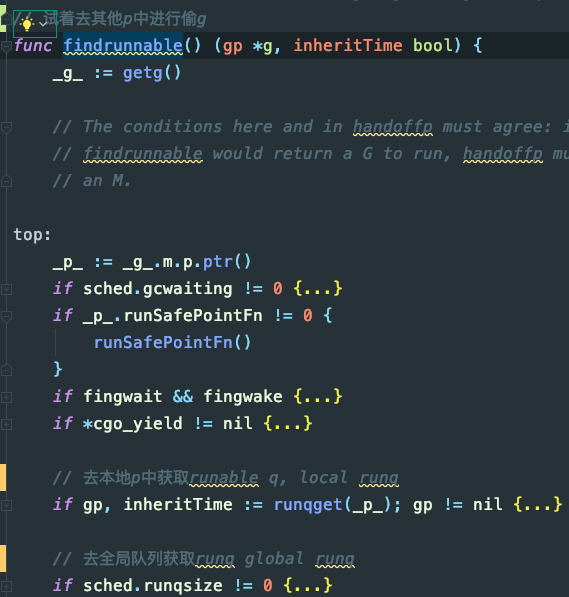 // 试着去其他p中进行偷g
func findrunnable() (gp *g, inheritTime bool) {
_g_ := getg()
// The conditions here and in handoffp must agree: i
// findrunnable would return a G to run, handoffp mu
// an M.
top:
_p_ := _g_.m.p.ptr()
if sched.gcwaiting != 0 {...}
if _p_.runSafePointFn != 0 {
runSafePointFn()
}
if fingwait && fingwake {...}
if *cgo_yield != nil {...}
// 去本地p中获取runable q, local runq
if gp, inheritTime := runqget(_p_); gp != nil {...}
// 去全局队列获取runq global runq
if sched.runqsize != 0 {...}